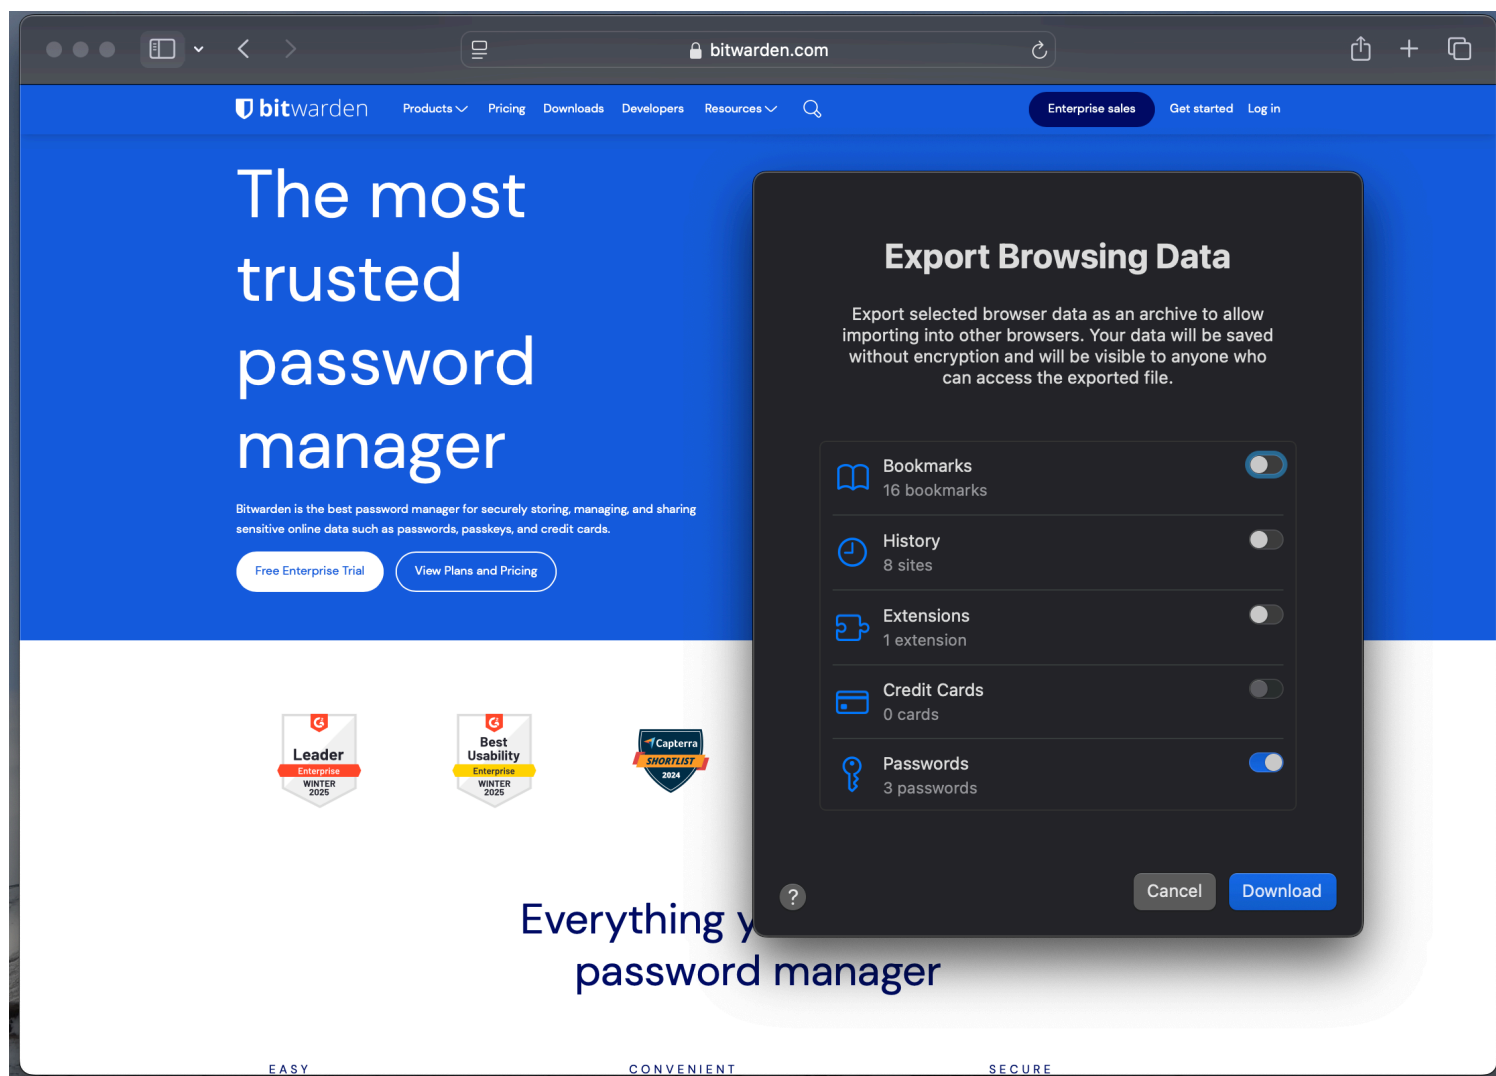 bitwarden.com
bitwarden
Products
Pricing
Downloads
Developers
Resources
Enterprise sales
Get started
Log in
The most
trusted
password
manager
Bitwarden is the best password manager for securely storing, managing, and sharing
sensitive online data such as passwords, passkeys, and credit cards.
Free Enterprise Trial
View Plans and Pricing
Leader
Enterprise
WINTER
2025
Best
Usability
Enterprise
WINTER
2025
Capterra
SHORTLIST
2024
Everything y
password manager
EASY
CONVENIENT
SECURE
Export Browsing Data
Export selected browser data as an archive to allow
importing into other browsers. Your data will be saved
without encryption and will be visible to anyone who
can access the exported file.
Bookmarks
16 bookmarks
History
8 sites
Extensions
1 extension
Credit Cards
0 cards
Passwords
3 passwords
?
Cancel
Download